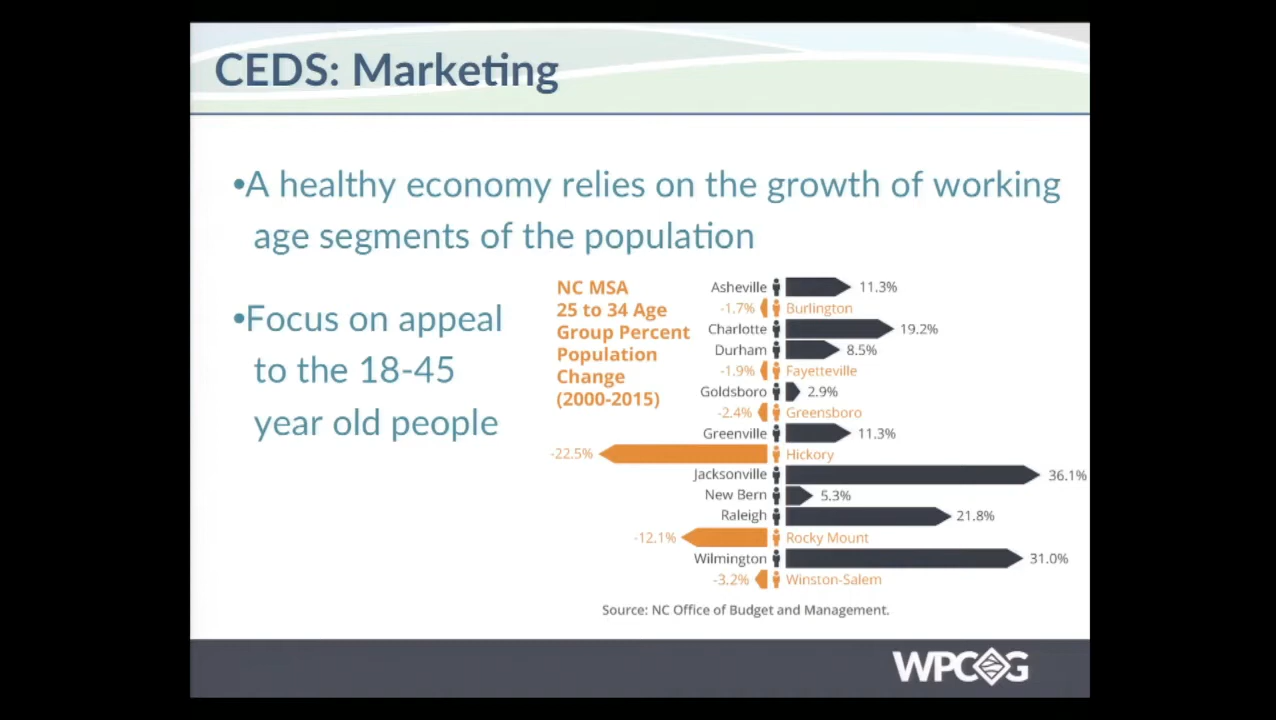 CEDS: Marketing
•A healthy economy relies on the growth of working
age segments of the population
•Focus on appeal
to the 18-45
year old people
NC MSA
25 to 34 Age
Group Percent
Population
Change
(2000-2015)
Asheville 11.3%
-1.7% Burlington
Charlotte 19.2%
Durham 8.5%
-1.9% Fayetteville
Goldsboro 2.9%
-2.4% Greensboro
Greenville 11.3%
-22.5% Hickory
Jacksonville 36.1%
New Bern 5.3%
Raleigh 21.8%
-12.1% Rocky Mount
Wilmington 31.0%
-3.2% Winston-Salem
Source: NC Office of Budget and Management.
WPCOG